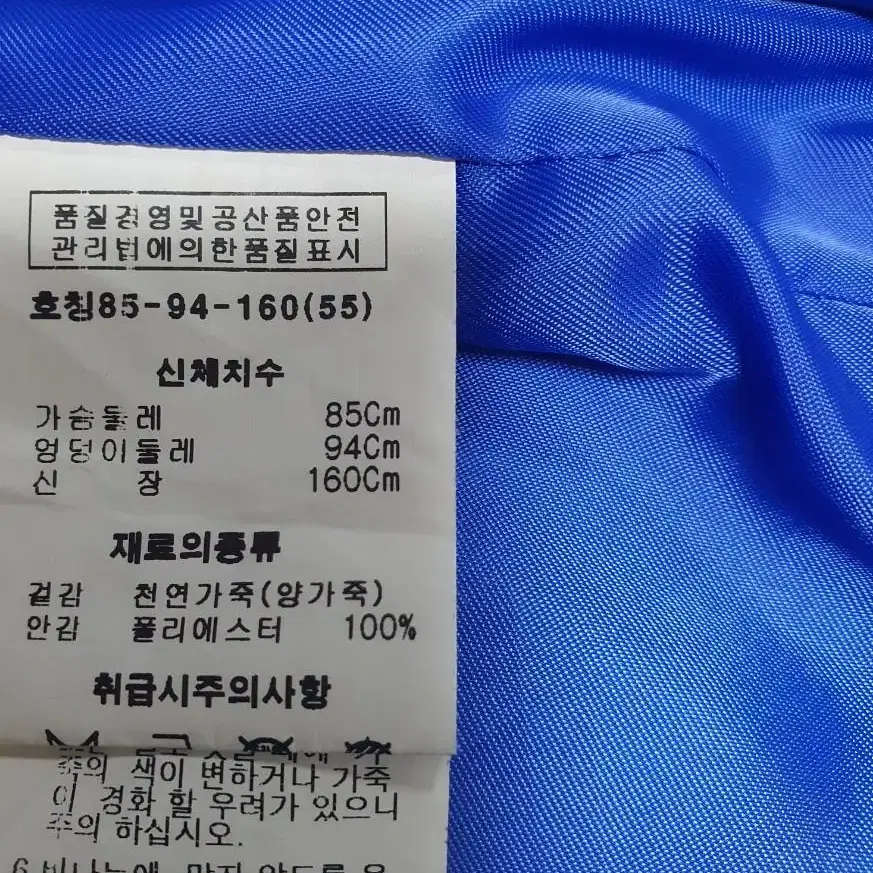 품질경영및공산품안전
관리법에의한품질표시
호칭85-94-160(55)
신체치수
가슴둘레 85Cm
엉덩이둘레 94Cm
신 장 160Cm
재료의종류
겉감 천연가죽(양가죽)
안감 폴리에스터 100%
취급시주의사항
주의 색이 변하거나 가죽
이 경화 할 우려가 있으니
주의 하십시오.
6